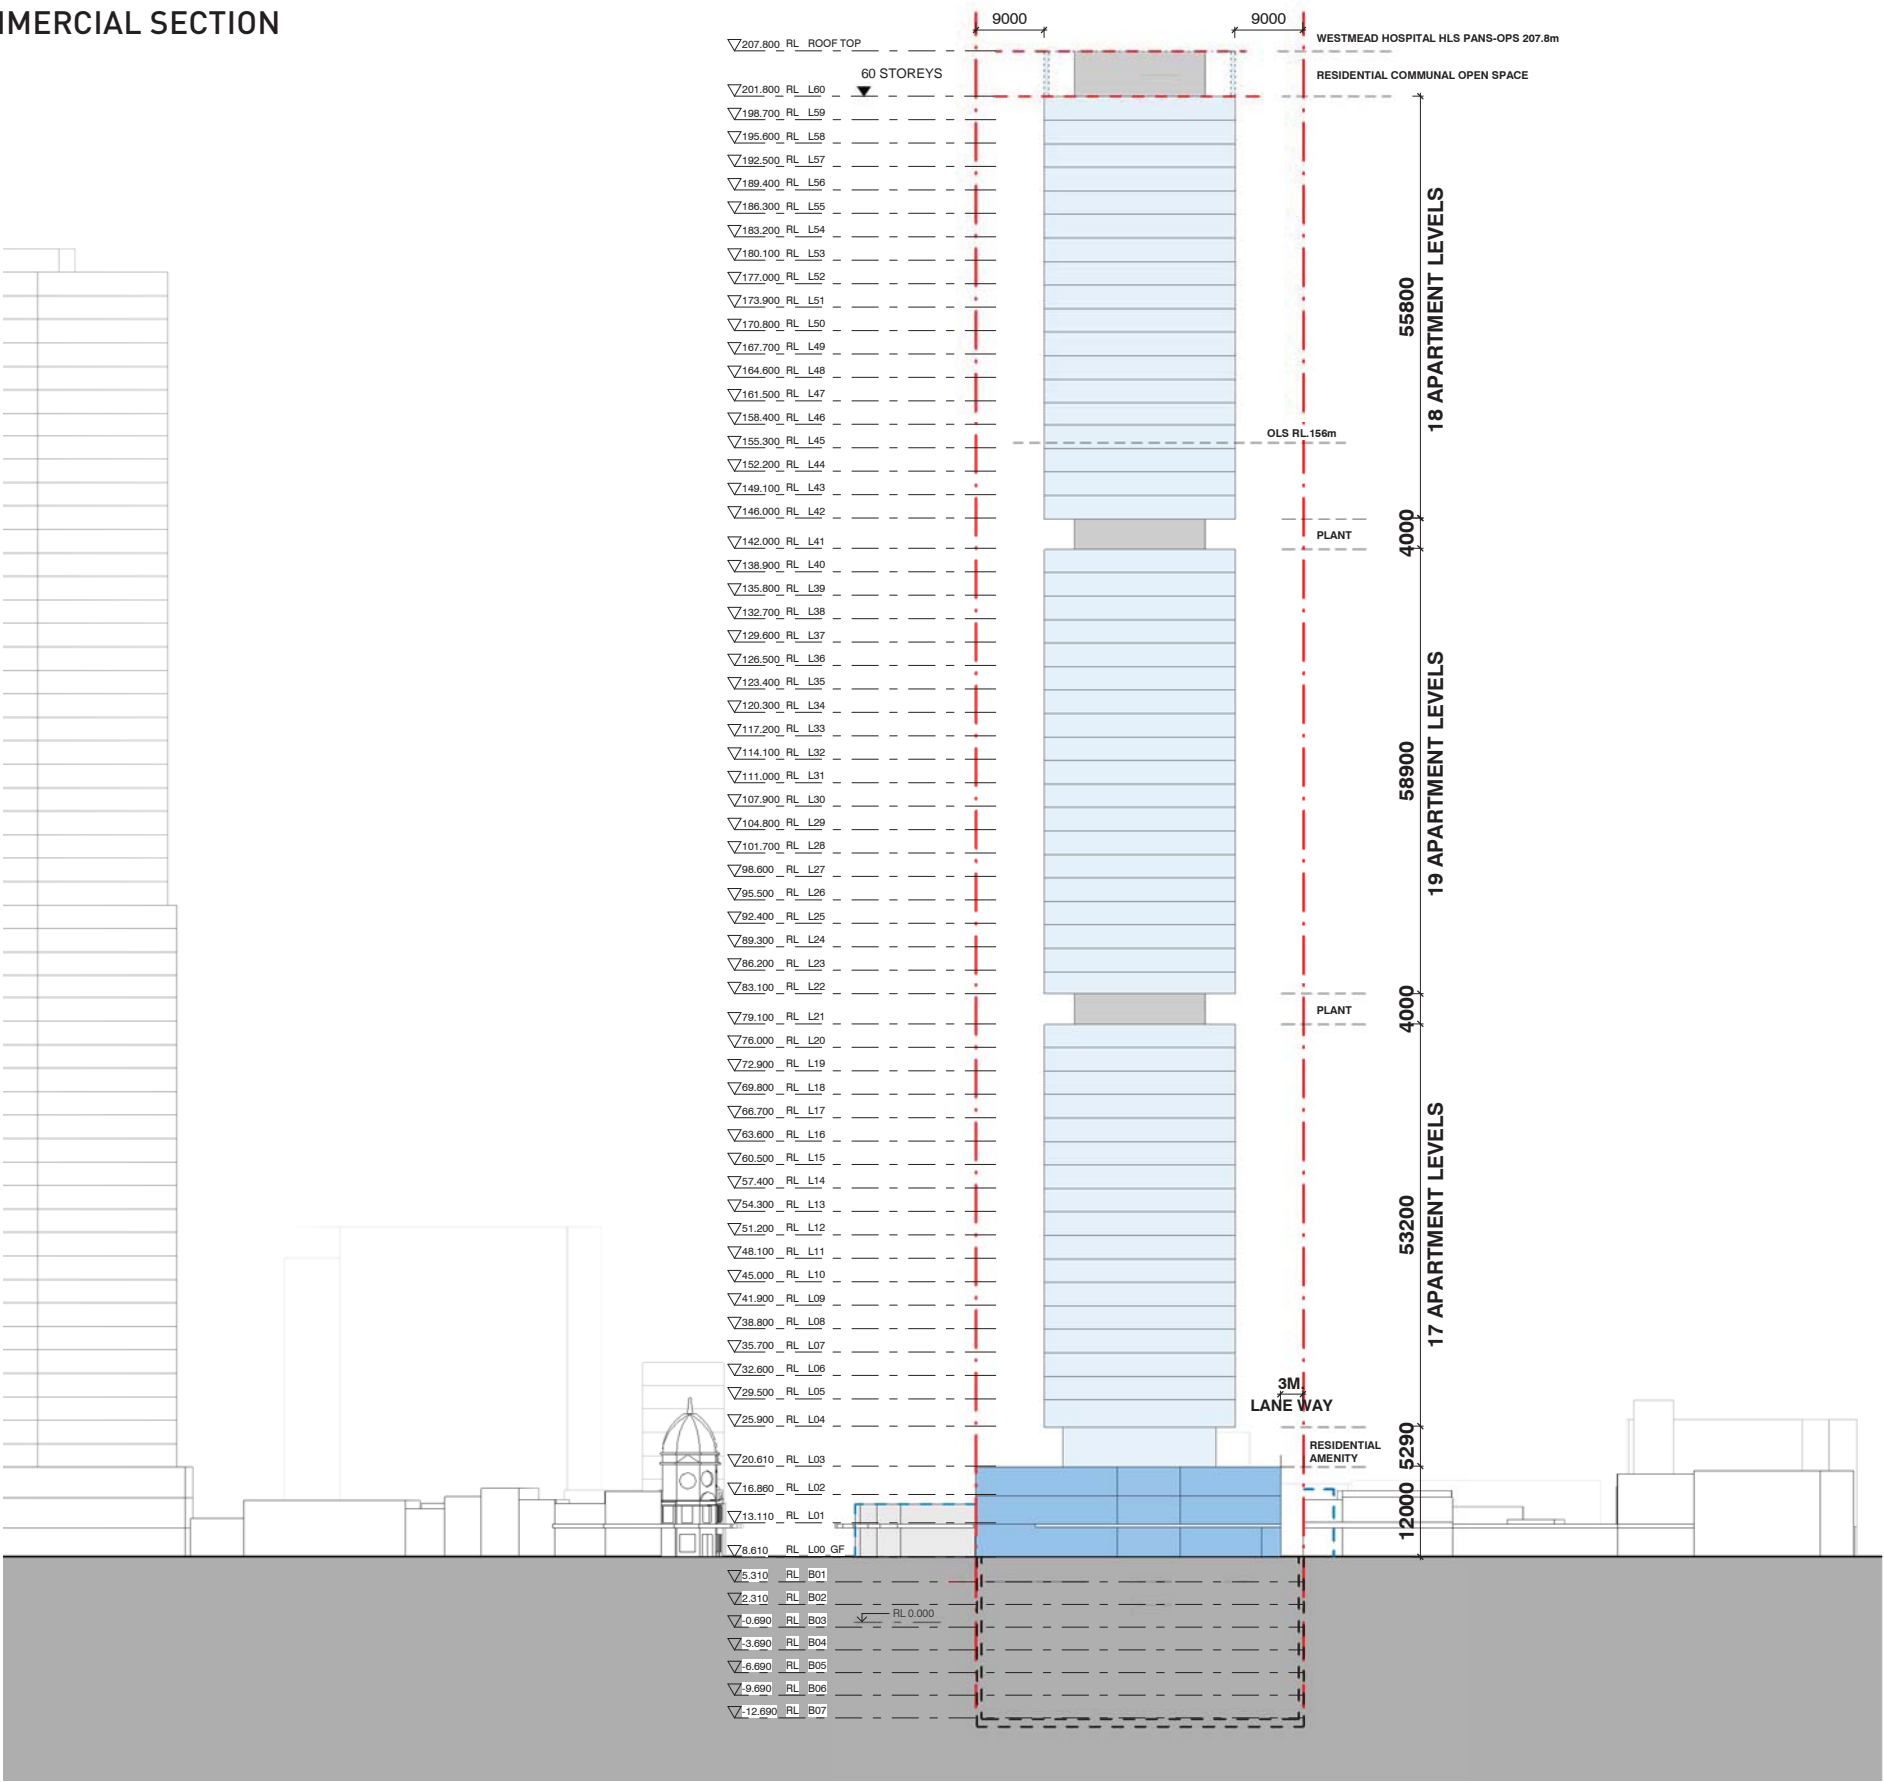 MMERCIAL SECTION
9000
9000
207.800 RL ROOF TOP
WESTMEAD HOSPITAL HLS PANS-OPS 207.8m
60 STOREYS
RESIDENTIAL COMMUNAL OPEN SPACE
201.800 RL L60
198.700 RL L59
195.600 RL L58
192.500 RL L57
189.400 RL L56
186.300 RL L55
183.200 RL L54
180.100 RL L53
177.000 RL L52
173.900 RL L51
170.800 RL L50
167.700 RL L49
164.600 RL L48
161.500 RL L47
158.400 RL L46
155.300 RL L45
152.200 RL L44
149.100 RL L43
146.000 RL L42
142.000 RL L41
138.900 RL L40
135.800 RL L39
132.700 RL L38
129.600 RL L37
126.500 RL L36
123.400 RL L35
120.300 RL L34
117.200 RL L33
114.100 RL L32
111.000 RL L31
107.900 RL L30
104.800 RL L29
101.700 RL L28
98.600 RL L27
95.500 RL L26
92.400 RL L25
89.300 RL L24
86.200 RL L23
83.100 RL L22
79.100 RL L21
76.000 RL L20
72.900 RL L19
69.800 RL L18
66.700 RL L17
63.600 RL L16
60.500 RL L15
57.400 RL L14
54.300 RL L13
51.200 RL L12
48.100 RL L11
45.000 RL L10
41.900 RL L09
38.800 RL L08
35.700 RL L07
32.600 RL L06
29.500 RL L05
25.900 RL L04
20.610 RL L03
16.860 RL L02
13.110 RL L01
8.610 RL L00 GF
5.310 RL B01
2.310 RL B02
-0.690 RL B03
-3.690 RL B04
-6.690 RL B05
-9.690 RL B06
-12.690 RL B07
RL 0.000
OLS RL.156m
PLANT
PLANT
3M.
LANE WAY
RESIDENTIAL
AMENITY
55800
18 APARTMENT LEVELS
4000
58900
19 APARTMENT LEVELS
4000
53200
17 APARTMENT LEVELS
5290
12000